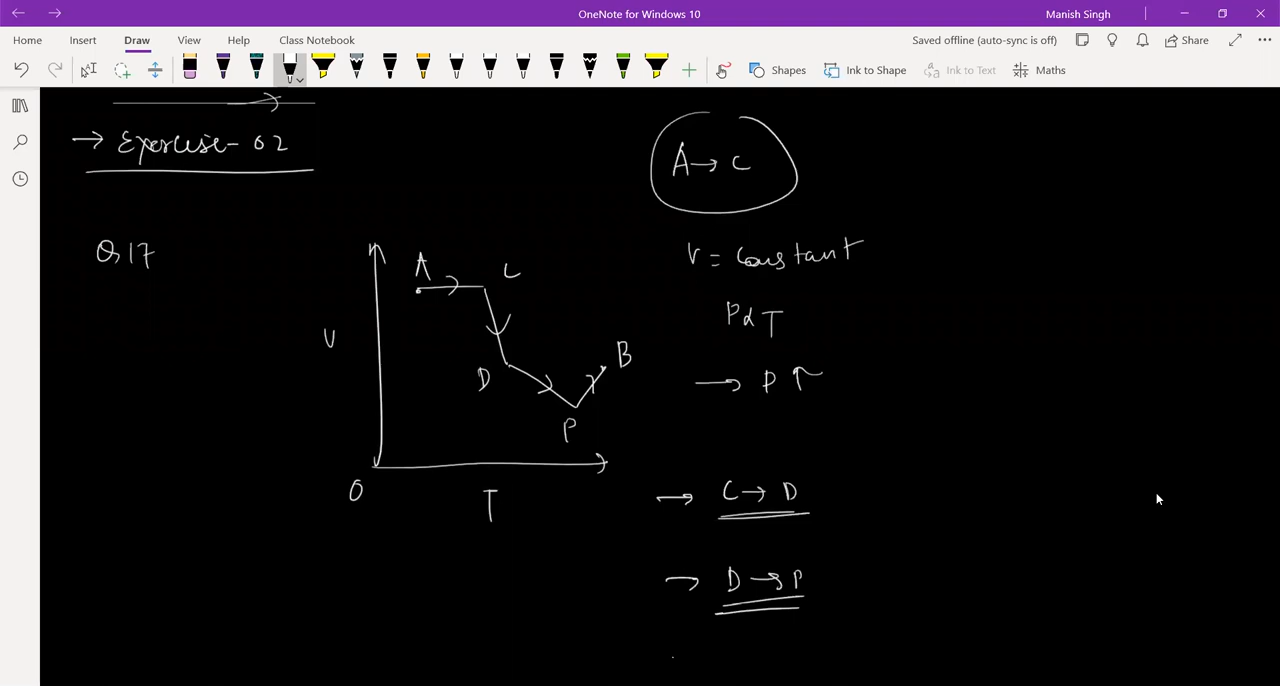 OneNote for Windows 10
Manish Singh
Home Insert Draw View Help Class Notebook
Saved offline (auto-sync is off) Share
Shapes Ink to Shape Ink to Text Maths
→ Exercise-02
A → C
Q.17
V = constant
A C
P α T
V
D B
→ P ↑
P
O T
→ C → D
→ D → P